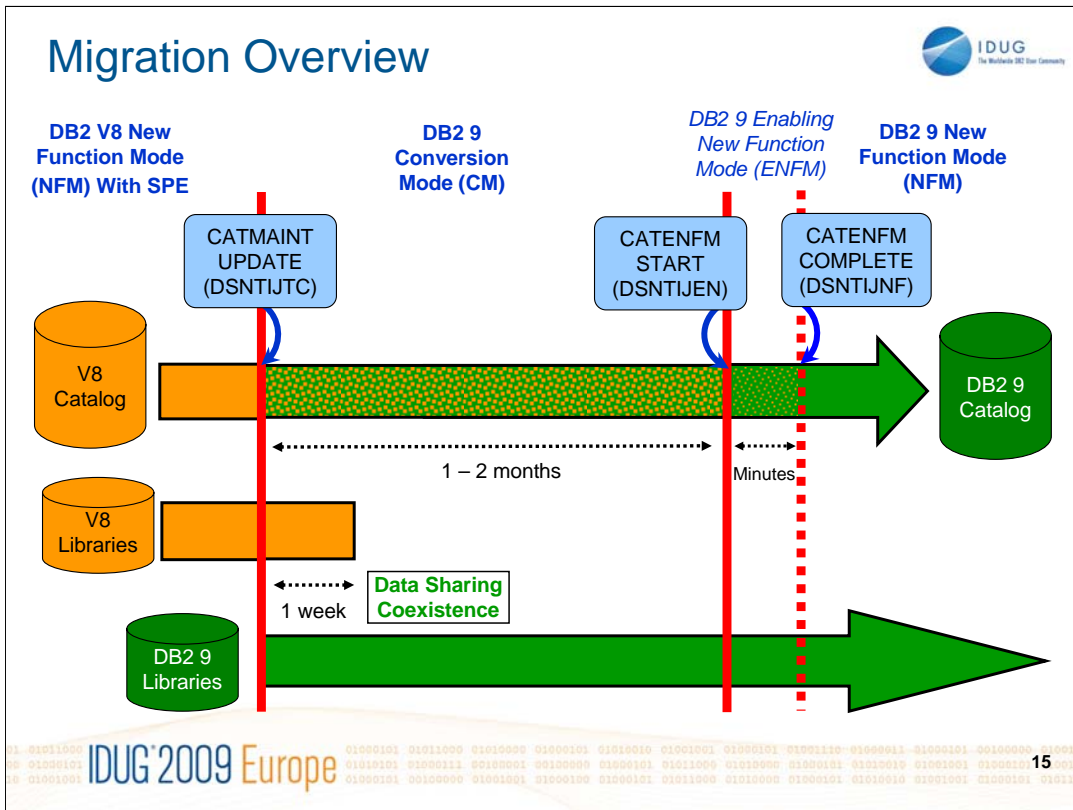 Migration Overview
IDUG
The Worldwide DB2 User Community
DB2 V8 New
Function Mode
(NFM) With SPE
DB2 9
Conversion
Mode (CM)
DB2 9 Enabling
New Function
Mode (ENFM)
DB2 9 New
Function Mode
(NFM)
CATMAINT
UPDATE
(DSNTIJTC)
CATENFM
START
(DSNTIJEN)
CATENFM
COMPLETE
(DSNTIJNF)
V8
Catalog
DB2 9
Catalog
1 – 2 months
Minutes
V8
Libraries
1 week
Data Sharing
Coexistence
DB2 9
Libraries
IDUG 2009 Europe
15